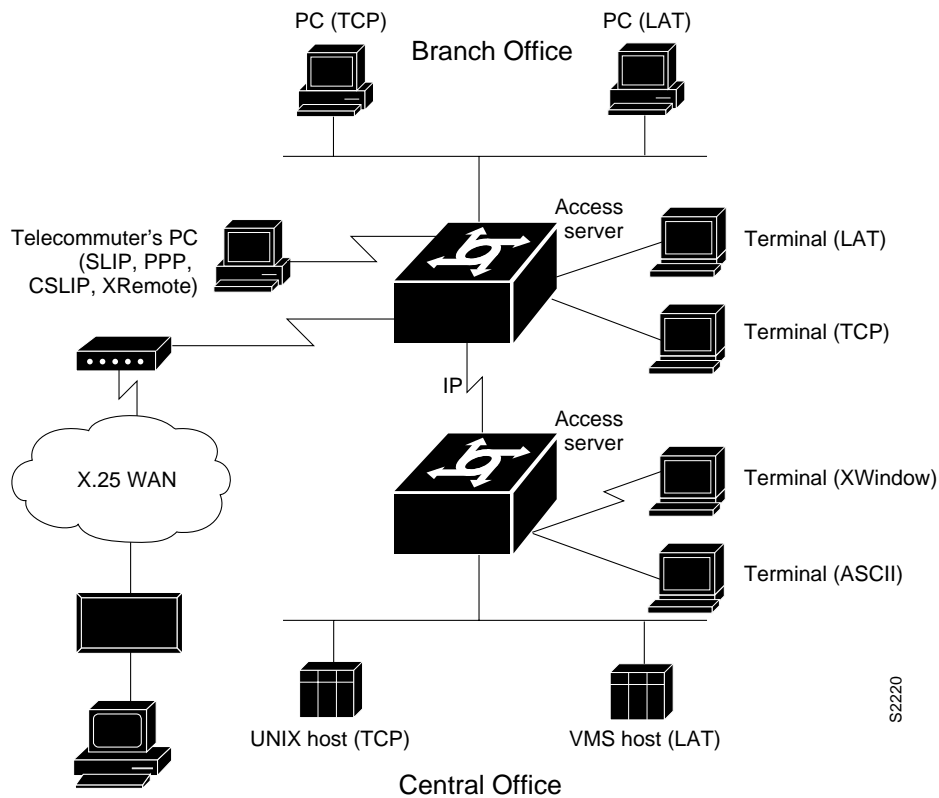 PC (TCP)
PC (LAT)
Branch Office
Access
server
Telecommuter's PC
(SLIP, PPP,
CSLIP, XRemote)
Terminal (LAT)
Terminal (TCP)
IP
Access
server
X.25 WAN
Terminal (XWindow)
Terminal (ASCII)
UNIX host (TCP)
VMS host (LAT)
S2220
Central Office